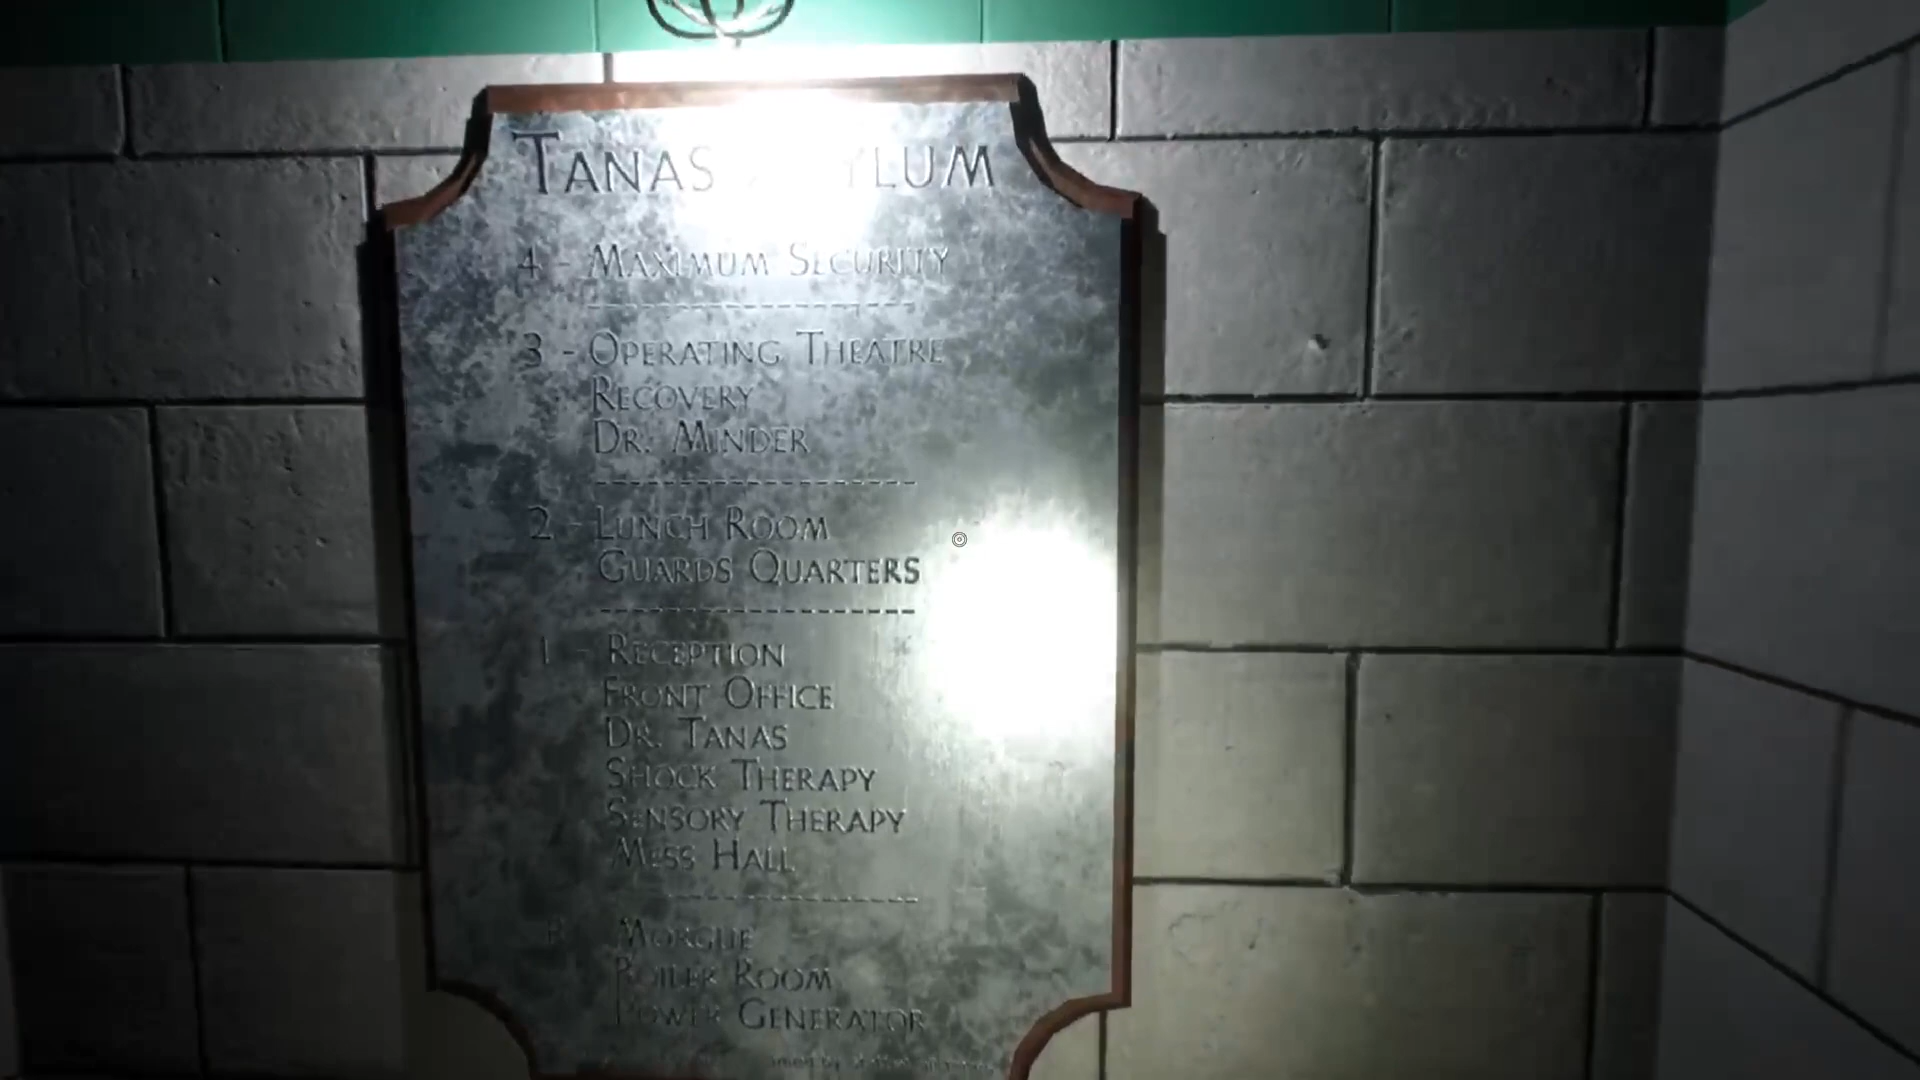 TANAS YLUM
4 - MAXIMUM SECURITY
3 - OPERATING THEATRE
RECOVERY
DR. MINDER
2 - LUNCH ROOM
GUARDS QUARTERS
1 - RECEPTION
FRONT OFFICE
DR. TANAS
SHOCK THERAPY
SENSORY THERAPY
MESS HALL
MORGUE
BOILER ROOM
POWER GENERATOR